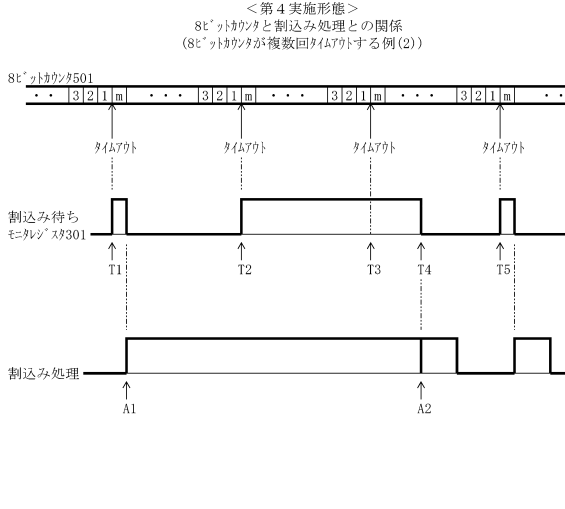 ＜第４実施形態＞
8ﾋﾞｯﾄｶｳﾝﾀと割込み処理との関係
(8ﾋﾞｯﾄｶｳﾝﾀが複数回ﾀｲﾑｱｳﾄする例(2))
8ﾋﾞｯﾄｶｳﾝﾀ501
・・ 3 2 1 m ・・・ 3 2 1 m ・・・ 3 2 1 m ・・・ 3 2 1 m ・・
ﾀｲﾑｱｳﾄ ﾀｲﾑｱｳﾄ ﾀｲﾑｱｳﾄ ﾀｲﾑｱｳﾄ
割込み待ち
ﾓﾆﾀﾚｼﾞｽﾀ301
T1 T2 T3 T4 T5
割込み処理
A1 A2